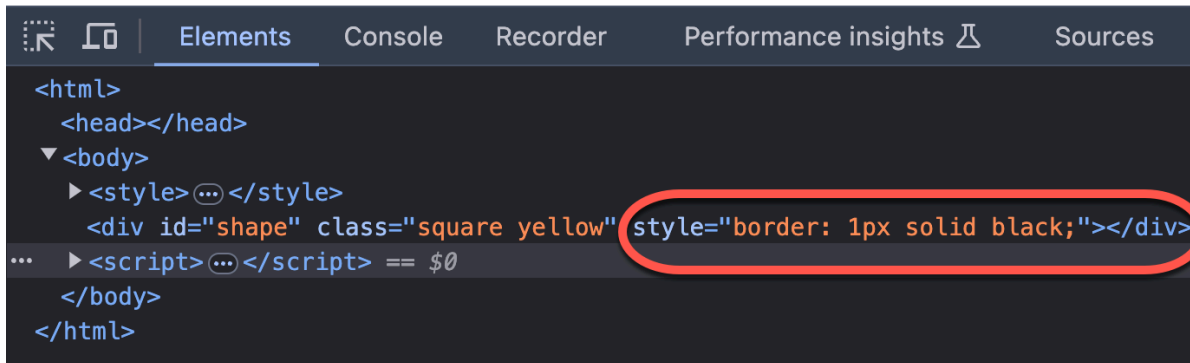 Elements Console Recorder Performance insights Sources
<html>
<head></head>
<body>
<style>…</style>
<div id="shape" class="square yellow" style="border: 1px solid black;"></div>
… <script>…</script> == $0
</body>
</html>